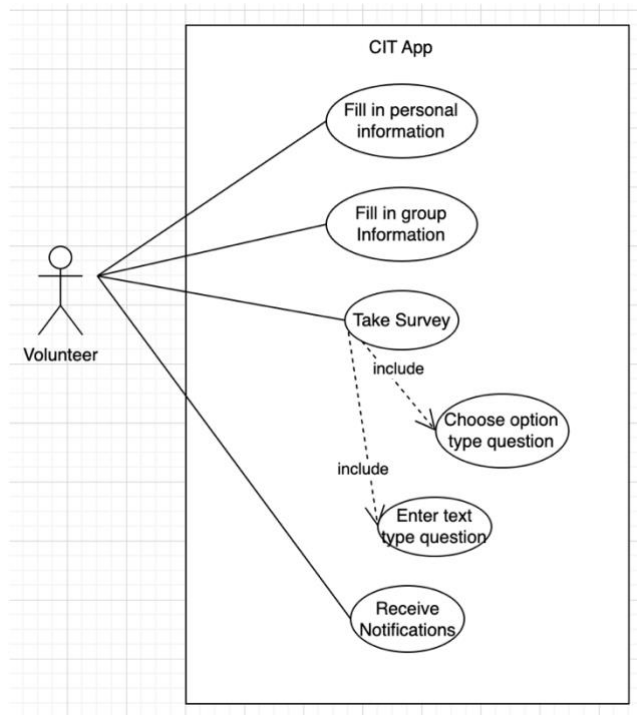 CIT App
Fill in personal
information
Fill in group
Information
Volunteer
Take Survey
include
Choose option
type question
include
Enter text
type question
Receive
Notifications